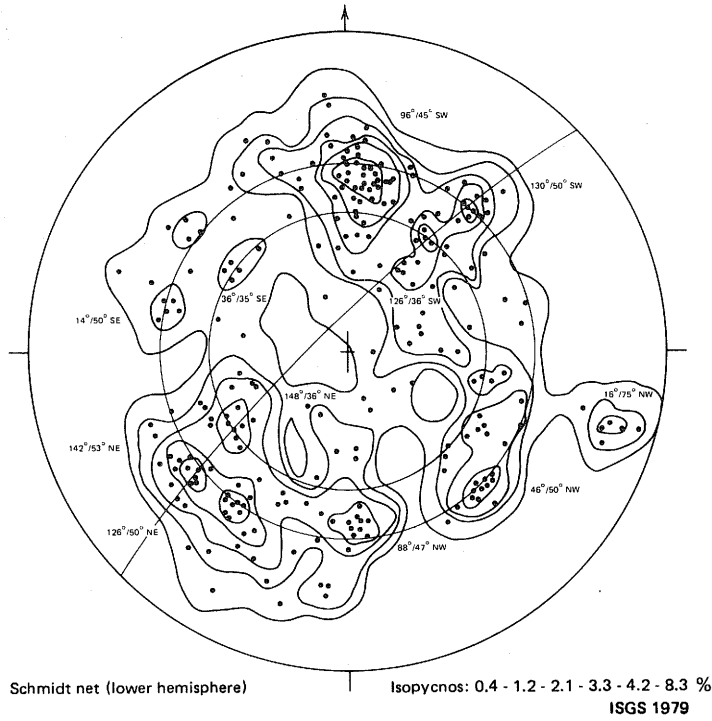 96°/45° SW
130°/50° SW
36°/35° SE
126°/36° SW
14°/50° SE
148°/36° NE
16°/75° NW
142°/53° NE
46°/50° NW
126°/50° NE
88°/47° NW
Schmidt net (lower hemisphere)
Isopycnos: 0.4 - 1.2 - 2.1 - 3.3 - 4.2 - 8.3 %
ISGS 1979